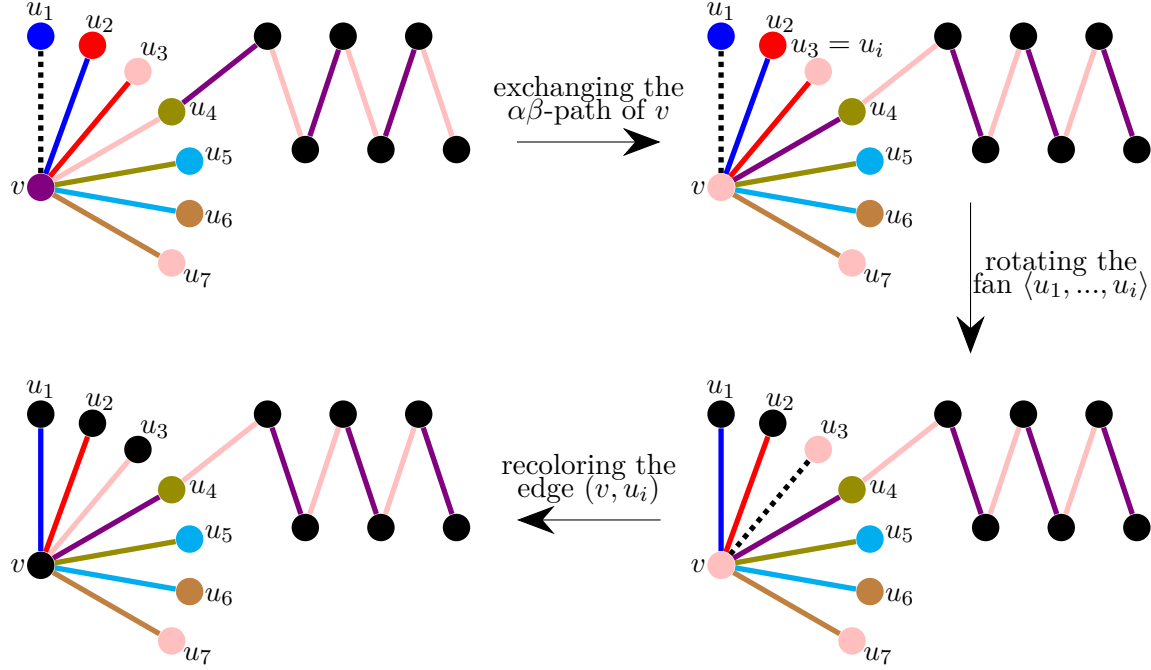 u₁
u₂
u₃
u₄
u₅
u₆
u₇
v
exchanging the
αβ-path of v
u₁
u₂
u₃ = uᵢ
u₄
u₅
u₆
u₇
v
rotating the
fan ⟨u₁, ..., uᵢ⟩
u₁
u₂
u₃
u₄
u₅
u₆
u₇
v
recoloring the
edge (v, uᵢ)
u₁
u₂
u₃
u₄
u₅
u₆
u₇
v